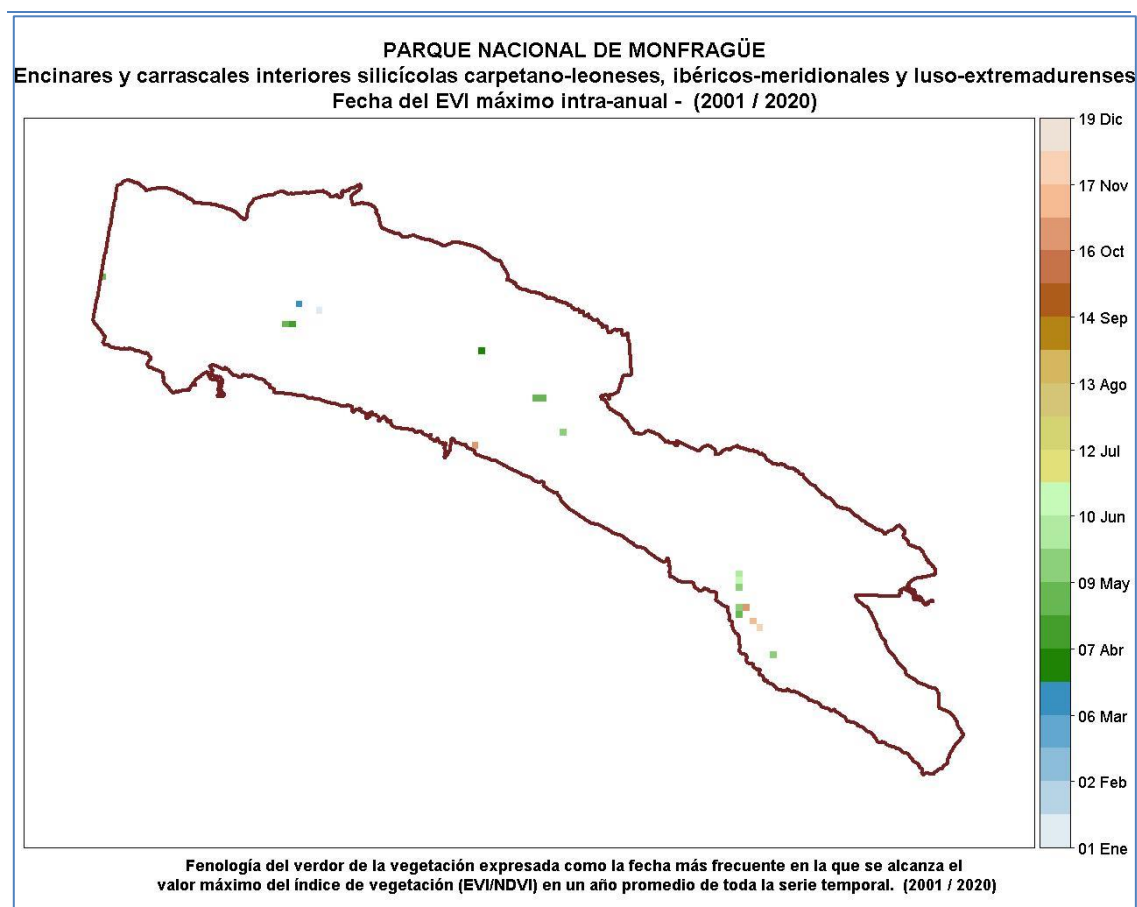 PARQUE NACIONAL DE MONFRAGÜE
Encinares y carrascales interiores silicícolas carpetano-leoneses, ibéricos-meridionales y luso-extremadurenses
Fecha del EVI máximo intra-anual - (2001 / 2020)
19 Dic
17 Nov
16 Oct
14 Sep
13 Ago
12 Jul
10 Jun
09 May
07 Abr
06 Mar
02 Feb
01 Ene
Fenología del verdor de la vegetación expresada como la fecha más frecuente en la que se alcanza el
valor máximo del índice de vegetación (EVI/NDVI) en un año promedio de toda la serie temporal. (2001 / 2020)